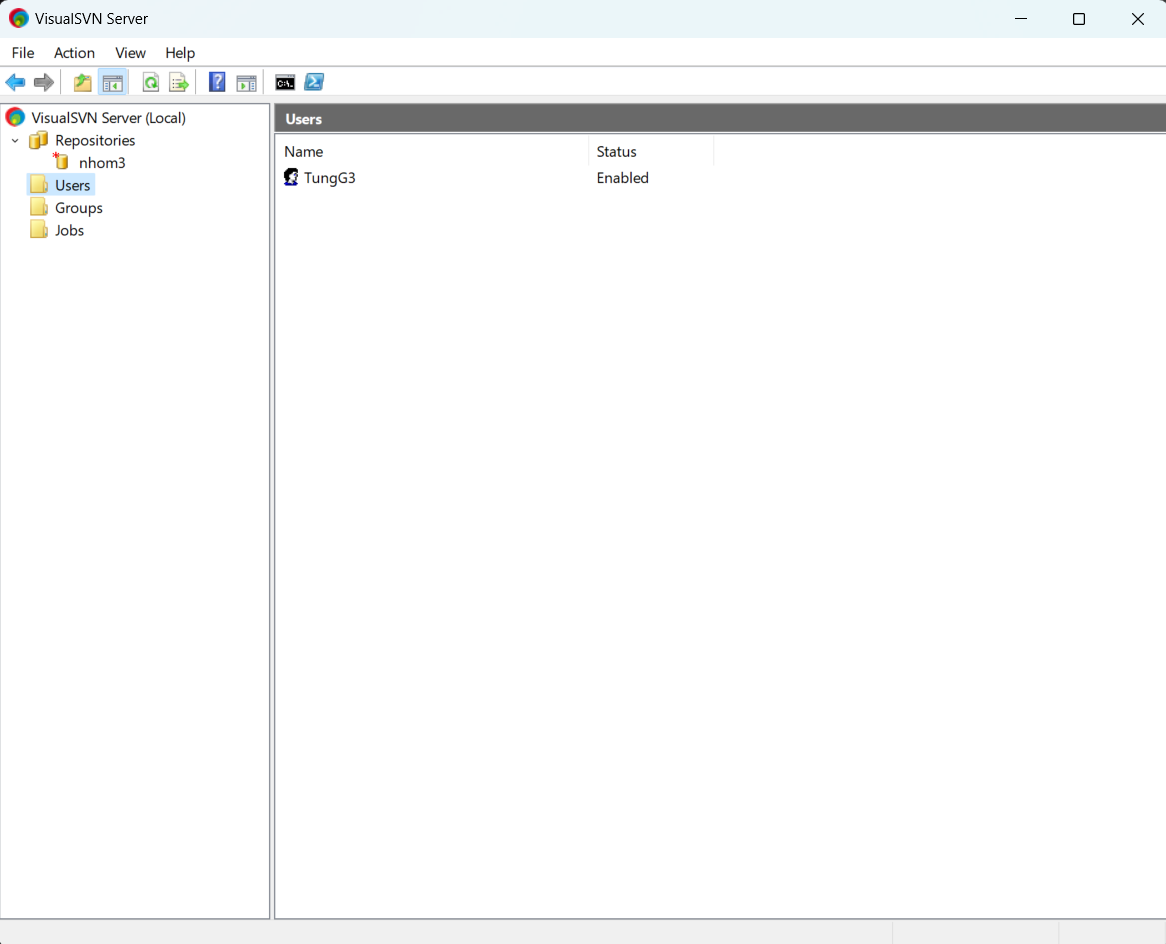 VisualSVN Server
File Action View Help
C:\.
VisualSVN Server (Local)
Repositories
nhom3
Users
Groups
Jobs
Users
Name Status
TungG3 Enabled